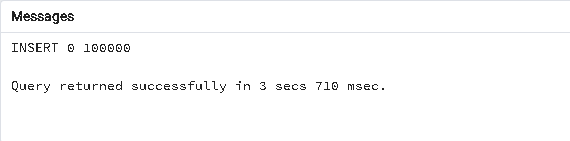 Messages
INSERT 0 100000
Query returned successfully in 3 secs 710 msec.